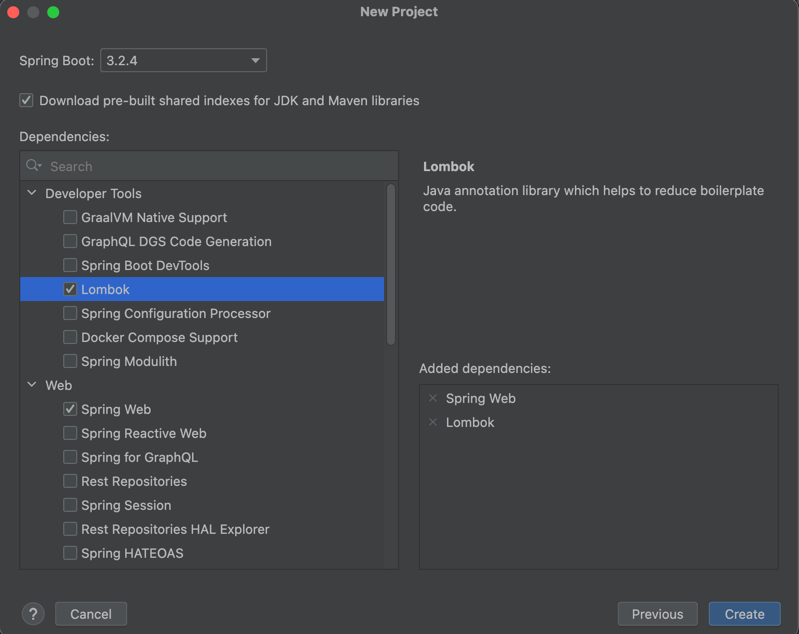 New Project
Spring Boot: 3.2.4
Download pre-built shared indexes for JDK and Maven libraries
Dependencies:
Search
Developer Tools
GraalVM Native Support
GraphQL DGS Code Generation
Spring Boot DevTools
Lombok
Spring Configuration Processor
Docker Compose Support
Spring Modulith
Web
Spring Web
Spring Reactive Web
Spring for GraphQL
Rest Repositories
Spring Session
Rest Repositories HAL Explorer
Spring HATEOAS
Lombok
Java annotation library which helps to reduce boilerplate
code.
Added dependencies:
Spring Web
Lombok
? Cancel Previous Create